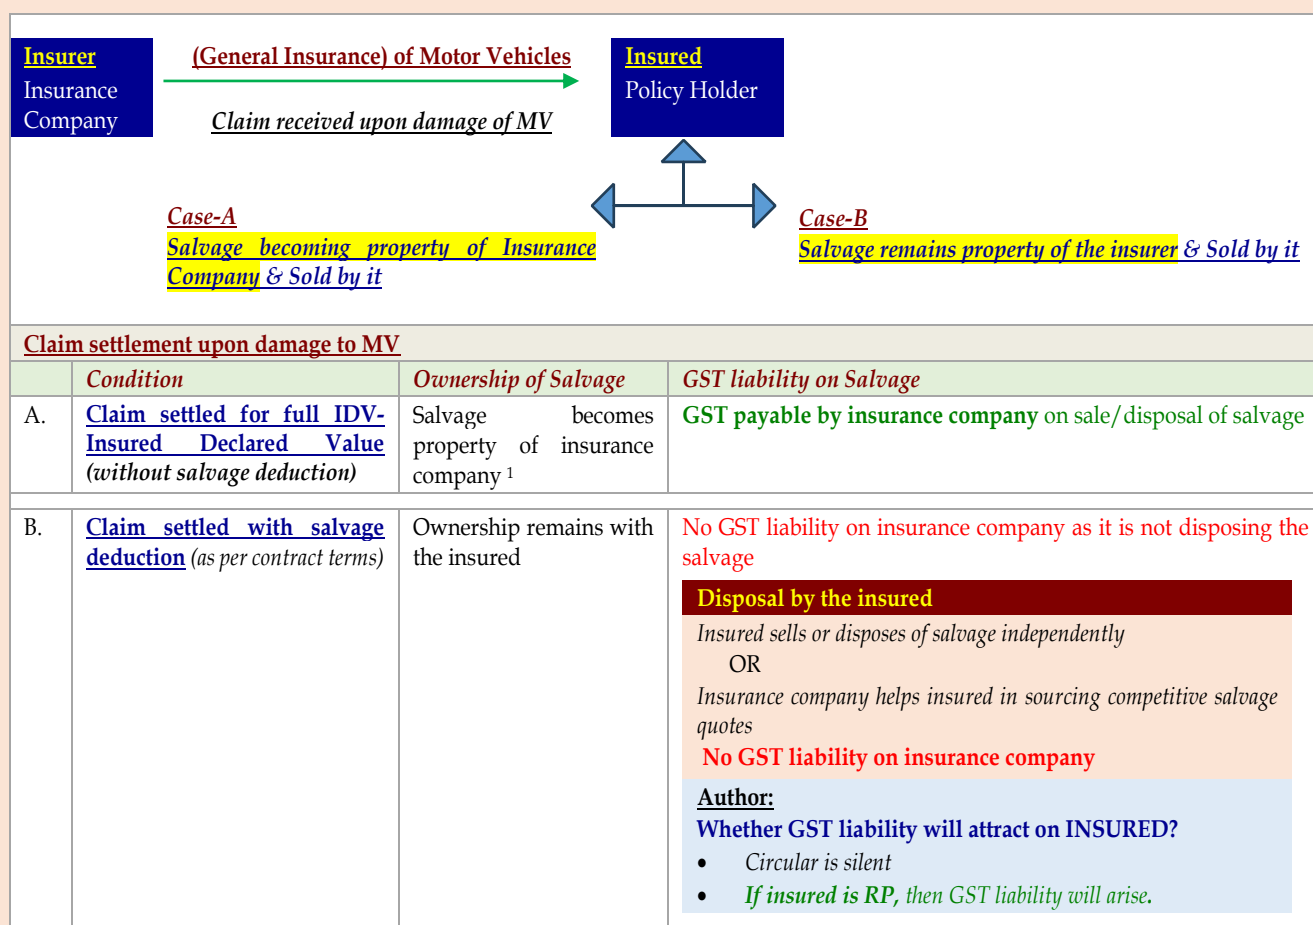 Insurer
Insurance
Company
(General Insurance) of Motor Vehicles
Claim received upon damage of MV
Insured
Policy Holder
Case-A
Salvage becoming property of Insurance
Company & Sold by it
Case-B
Salvage remains property of the insurer & Sold by it
Claim settlement upon damage to MV
Condition
Ownership of Salvage
GST liability on Salvage
A.
Claim settled for full IDV-
Insured Declared Value
(without salvage deduction)
Salvage becomes
property of insurance
company 1
GST payable by insurance company on sale/disposal of salvage
B.
Claim settled with salvage
deduction (as per contract terms)
Ownership remains with
the insured
No GST liability on insurance company as it is not disposing the
salvage
Disposal by the insured
Insured sells or disposes of salvage independently
OR
Insurance company helps insured in sourcing competitive salvage
quotes
No GST liability on insurance company
Author:
Whether GST liability will attract on INSURED?
• Circular is silent
• If insured is RP, then GST liability will arise.